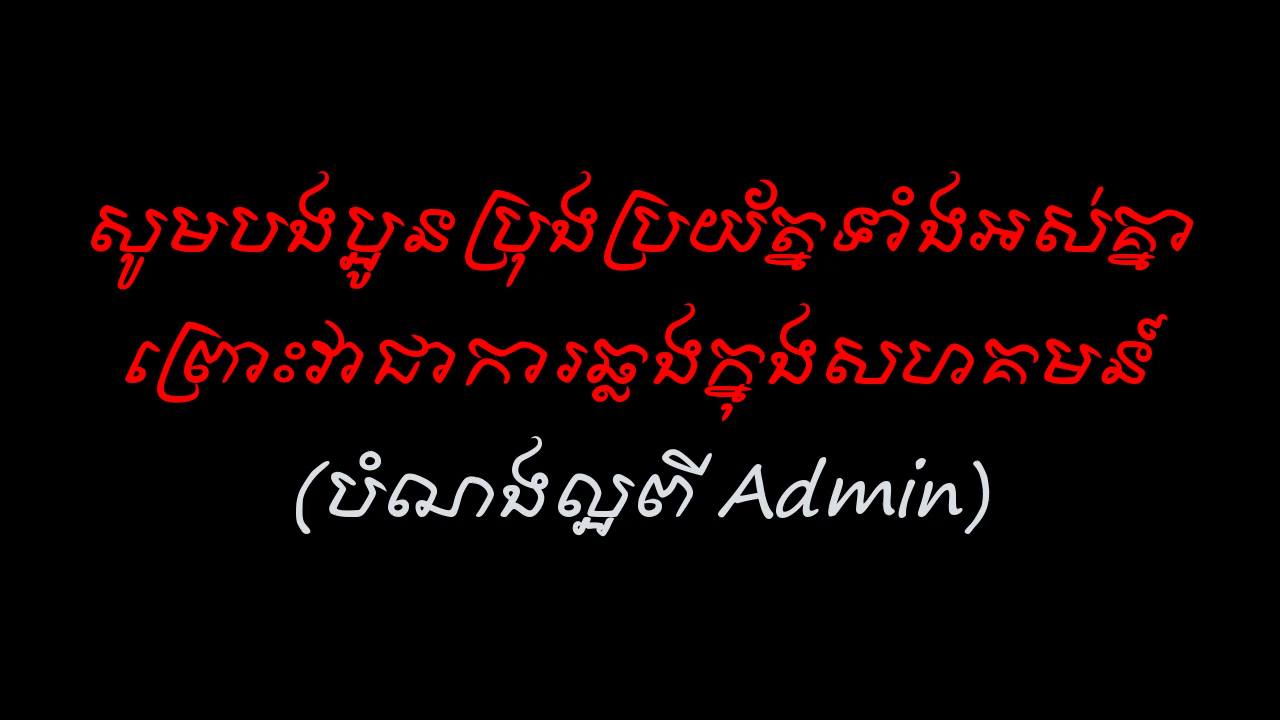 សូមបងប្អូនប្រុងប្រយ័ត្នទាំងអស់គ្នា
ព្រោះវាជាការឆ្លងក្នុងសហគមន៍
(បំណងល្អពី Admin)